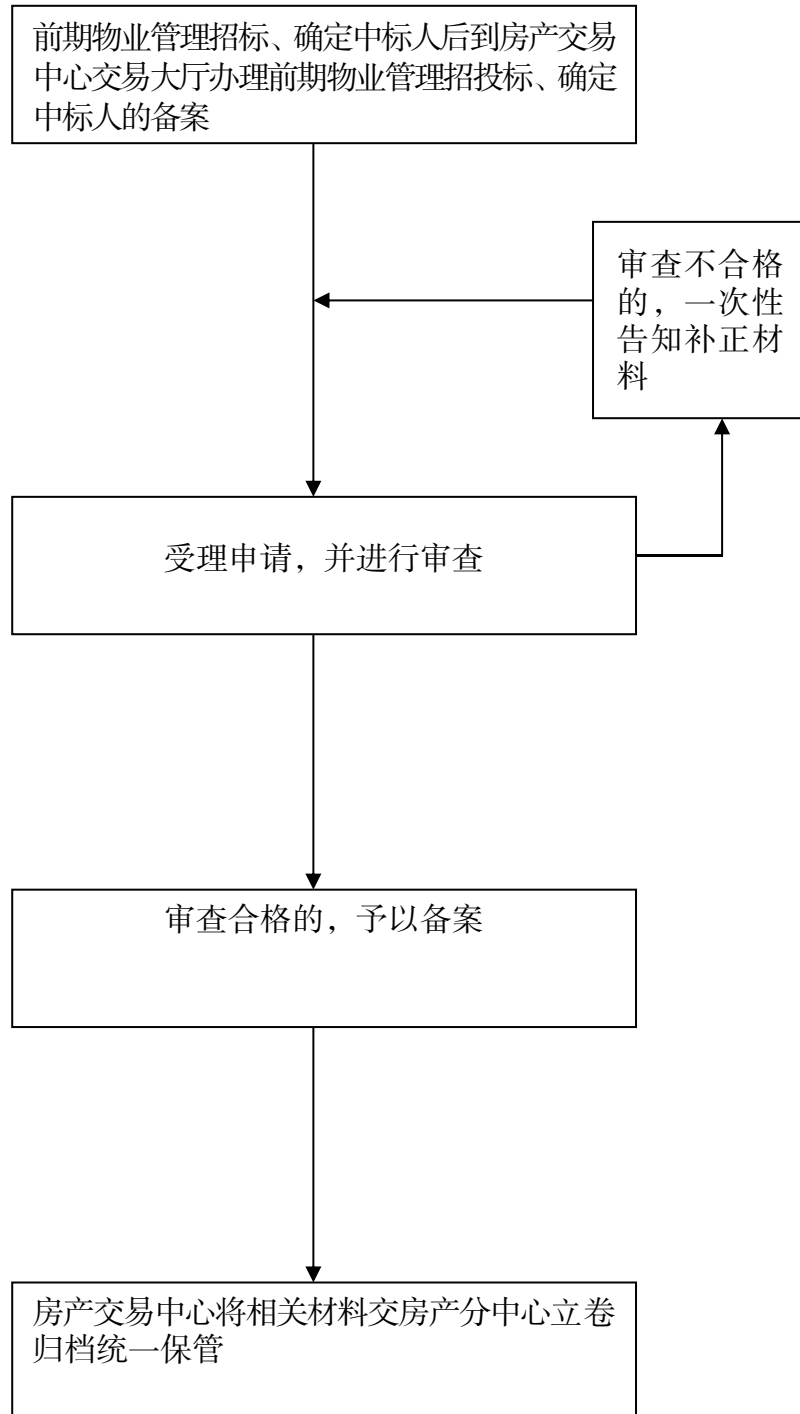 前期物业管理招标、确定中标人后到房产交易
中心交易大厅办理前期物业管理招投标、确定
中标人的备案
审查不合格
的，一次性
告知补正材
料
受理申请，并进行审查
审查合格的，予以备案
房产交易中心将相关材料交房产分中心立卷
归档统一保管